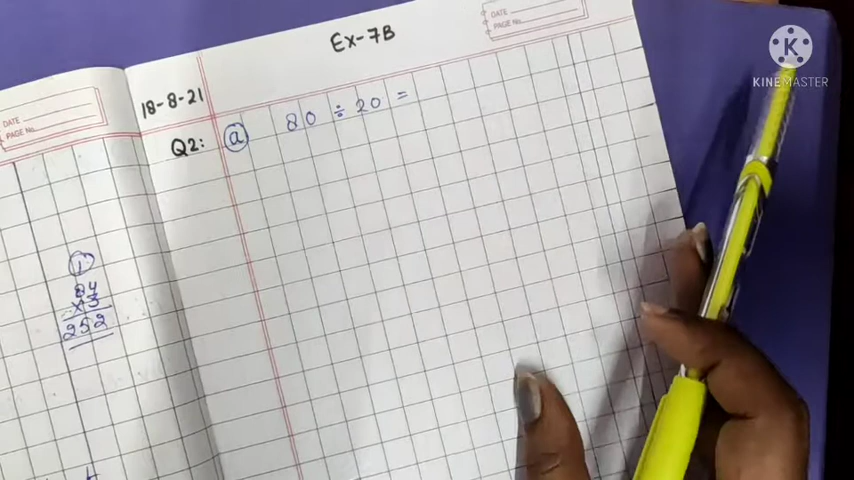 DATE
PAGE NO.
1
84
×3
252
Ex-7B
DATE
PAGE NO.
18-8-21
Q2: a 80 ÷ 20 =
KINEMASTER